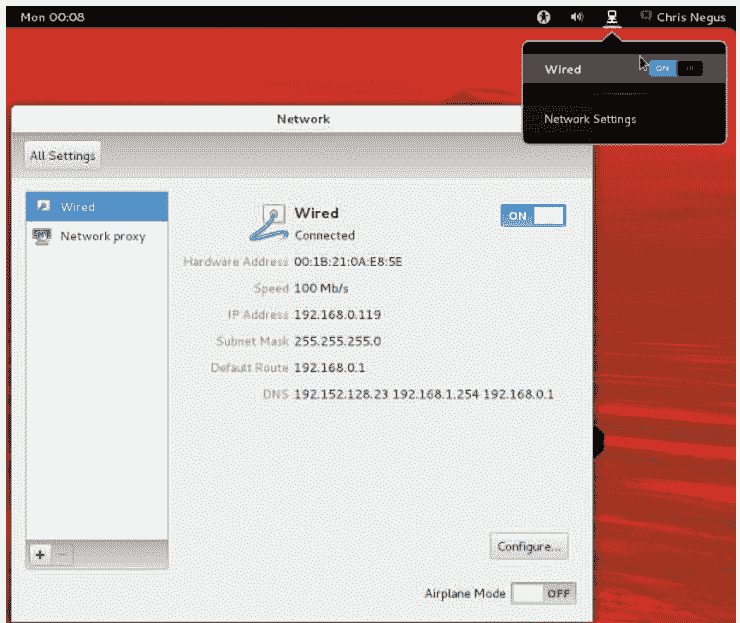 Mon 00:08
Chris Negus
Wired
ON
Network Settings
Network
All Settings
Wired
Network proxy
Wired
Connected
ON
Hardware Address 00:1B:21:0A:E8:5E
Speed 100 Mb/s
IP Address 192.168.0.119
Subnet Mask 255.255.255.0
Default Route 192.168.0.1
DNS 192.152.128.23 192.168.1.254 192.168.0.1
+ −
Configure...
Airplane Mode OFF